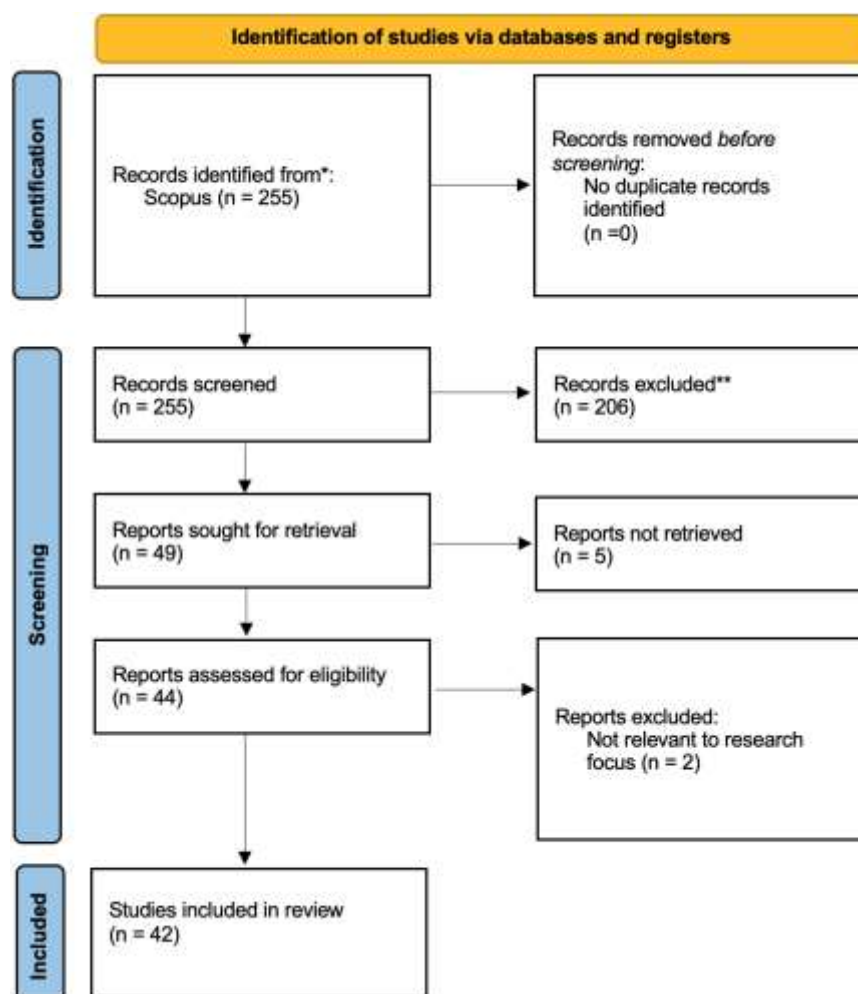 Identification of studies via databases and registers
Identification
Records identified from*:
Scopus (n = 255)
Records removed before
screening:
No duplicate records
identified
(n =0)
Screening
Records screened
(n = 255)
Records excluded**
(n = 206)
Reports sought for retrieval
(n = 49)
Reports not retrieved
(n = 5)
Reports assessed for eligibility
(n = 44)
Reports excluded:
Not relevant to research
focus (n = 2)
Included
Studies included in review
(n = 42)